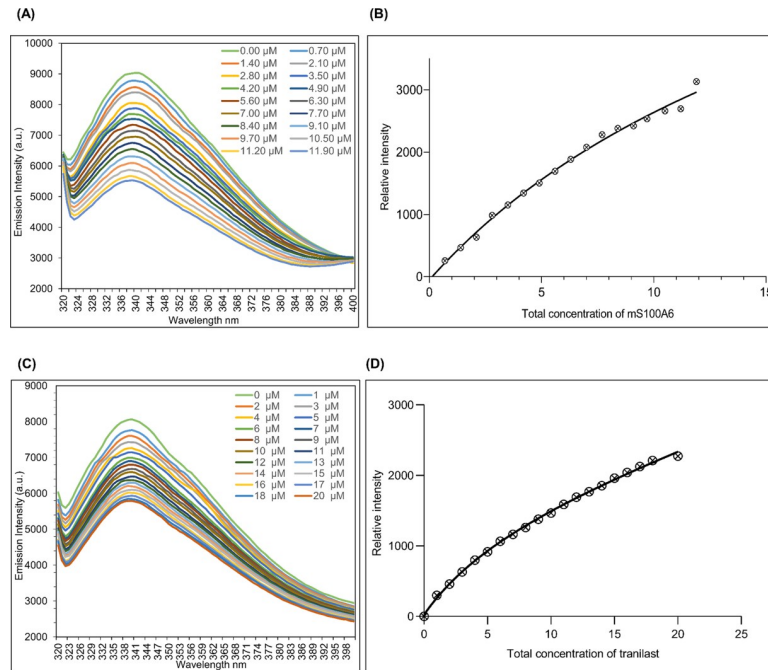 (A)
(B)
Emission Intensity (a.u.)
10000
9000
8000
7000
6000
5000
4000
3000
2000
0.00 µM 0.70 µM
1.40 µM 2.10 µM
2.80 µM 3.50 µM
4.20 µM 4.90 µM
5.60 µM 6.30 µM
7.00 µM 7.70 µM
8.40 µM 9.10 µM
9.70 µM 10.50 µM
11.20 µM 11.90 µM
320 324 328 332 336 340 344 348 352 356 360 364 368 372 376 380 384 388 392 396 400
Wavelength nm
Relative intensity
3000
2000
1000
0
0 5 10 15
Total concentration of mS100A6
(C)
(D)
Emission Intensity (a.u.)
9000
8000
7000
6000
5000
4000
3000
2000
0 µM 1 µM
2 µM 3 µM
4 µM 5 µM
6 µM 7 µM
8 µM 9 µM
10 µM 11 µM
12 µM 13 µM
14 µM 15 µM
16 µM 17 µM
18 µM 20 µM
320 323 326 329 332 335 338 341 344 347 350 353 356 359 362 365 368 371 374 377 380 383 386 389 392 395 398
Wavelength nm
Relative intensity
3000
2000
1000
0
0 5 10 15 20 25
Total concentration of tranilast